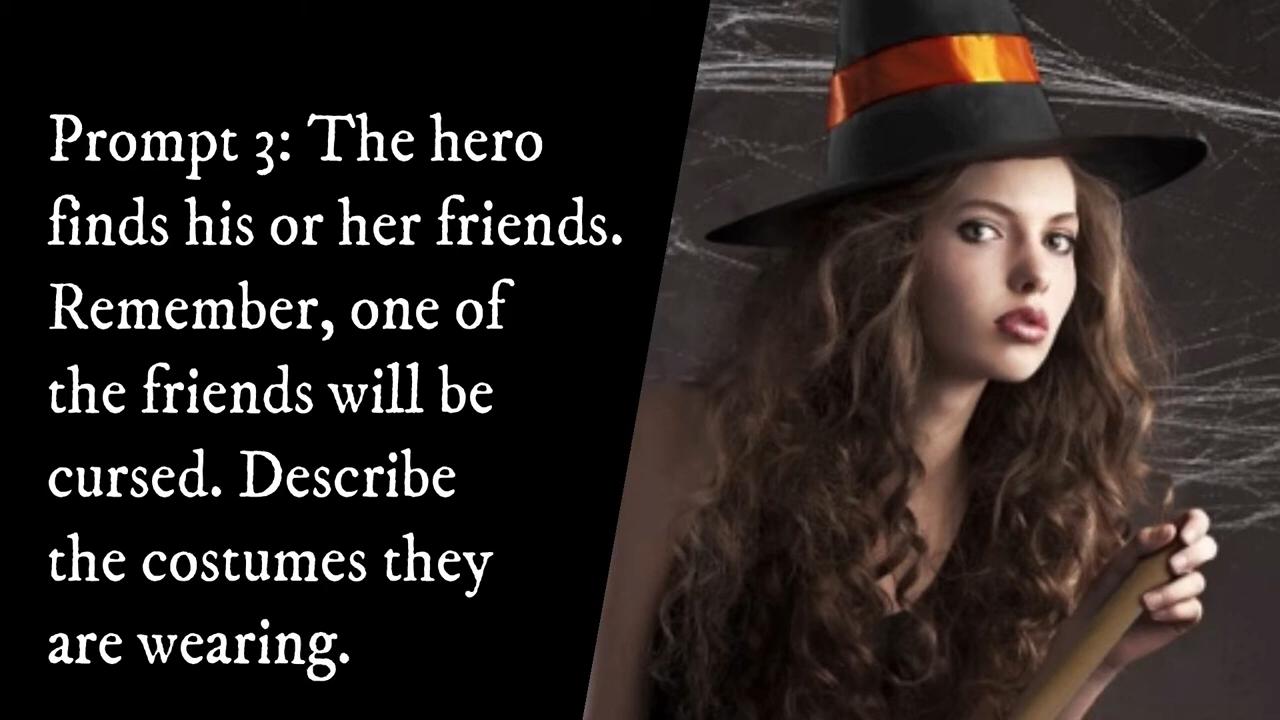 Prompt 3: The hero
finds his or her friends.
Remember, one of
the friends will be
cursed. Describe
the costumes they
are wearing.